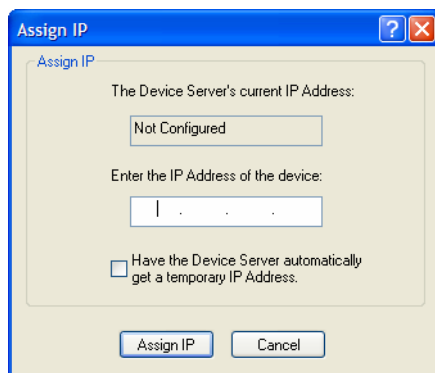 Assign IP
Assign IP
The Device Server's current IP Address:
Not Configured
Enter the IP Address of the device:
. . .
Have the Device Server automatically
get a temporary IP Address.
Assign IP
Cancel